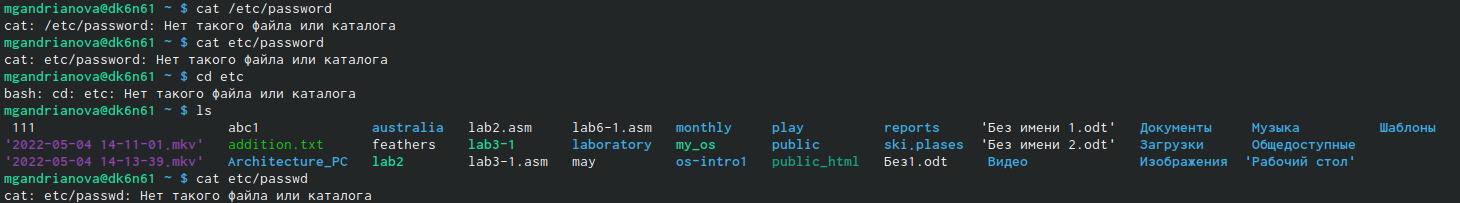 mgandrianova@dk6n61 ~ $ cat /etc/password
cat: /etc/password: Нет такого файла или каталога
mgandrianova@dk6n61 ~ $ cat etc/password
cat: etc/password: Нет такого файла или каталога
mgandrianova@dk6n61 ~ $ cd etc
bash: cd: etc: Нет такого файла или каталога
mgandrianova@dk6n61 ~ $ ls
111 abc1 australia lab2.asm lab6-1.asm monthly play reports 'Без имени 1.odt' Документы Музыка Шаблоны
'2022-05-04 14-11-01.mkv' addition.txt feathers lab3-1 laboratory my_os public ski.plases 'Без имени 2.odt' Загрузки Общедоступные
'2022-05-04 14-13-39.mkv' Architecture_PC lab2 lab3-1.asm may os-intro1 public_html Без1.odt Видео Изображения 'Рабочий стол'
mgandrianova@dk6n61 ~ $ cat etc/passwd
cat: etc/passwd: Нет такого файла или каталога